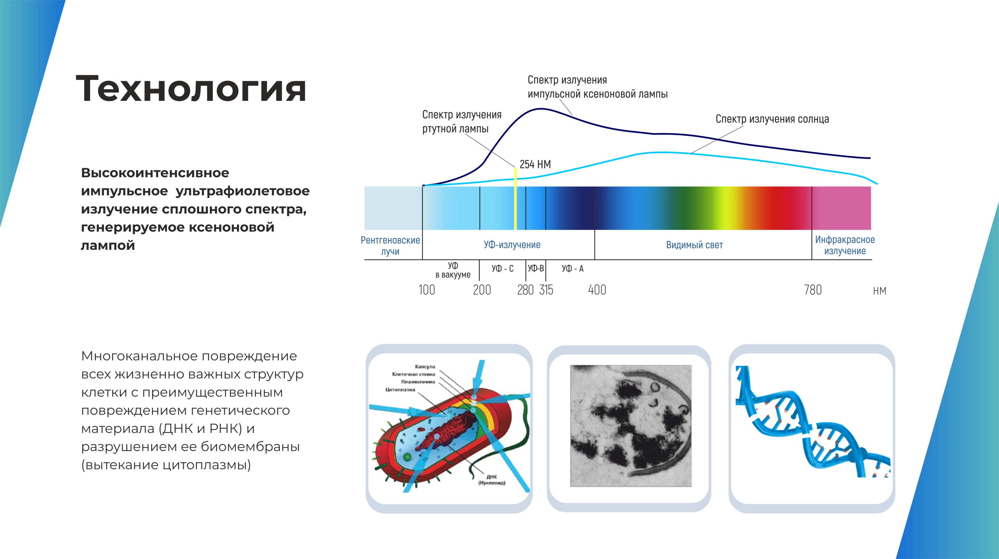 Технология
Высокоинтенсивное
импульсное ультрафиолетовое
излучение сплошного спектра,
генерируемое ксеноновой
лампой
Многоканальное повреждение
всех жизненно важных структур
клетки с преимущественным
повреждением генетического
материала (ДНК и РНК) и
разрушением ее биомембраны
(вытекание цитоплазмы)
Спектр излучения
импульсной ксеноновой лампы
Спектр излучения
ртутной лампы
Спектр излучения солнца
254 НМ
Рентгеновские
лучи
УФ-излучение
Видимый свет
Инфракрасное
излучение
УФ
в вакууме
УФ - С
УФ-В
УФ - А
100
200
280
315
400
780
НМ
Капсула
Клеточная стенка
Плазмолемма
Цитоплазма
ДНК
(Нуклеоид)